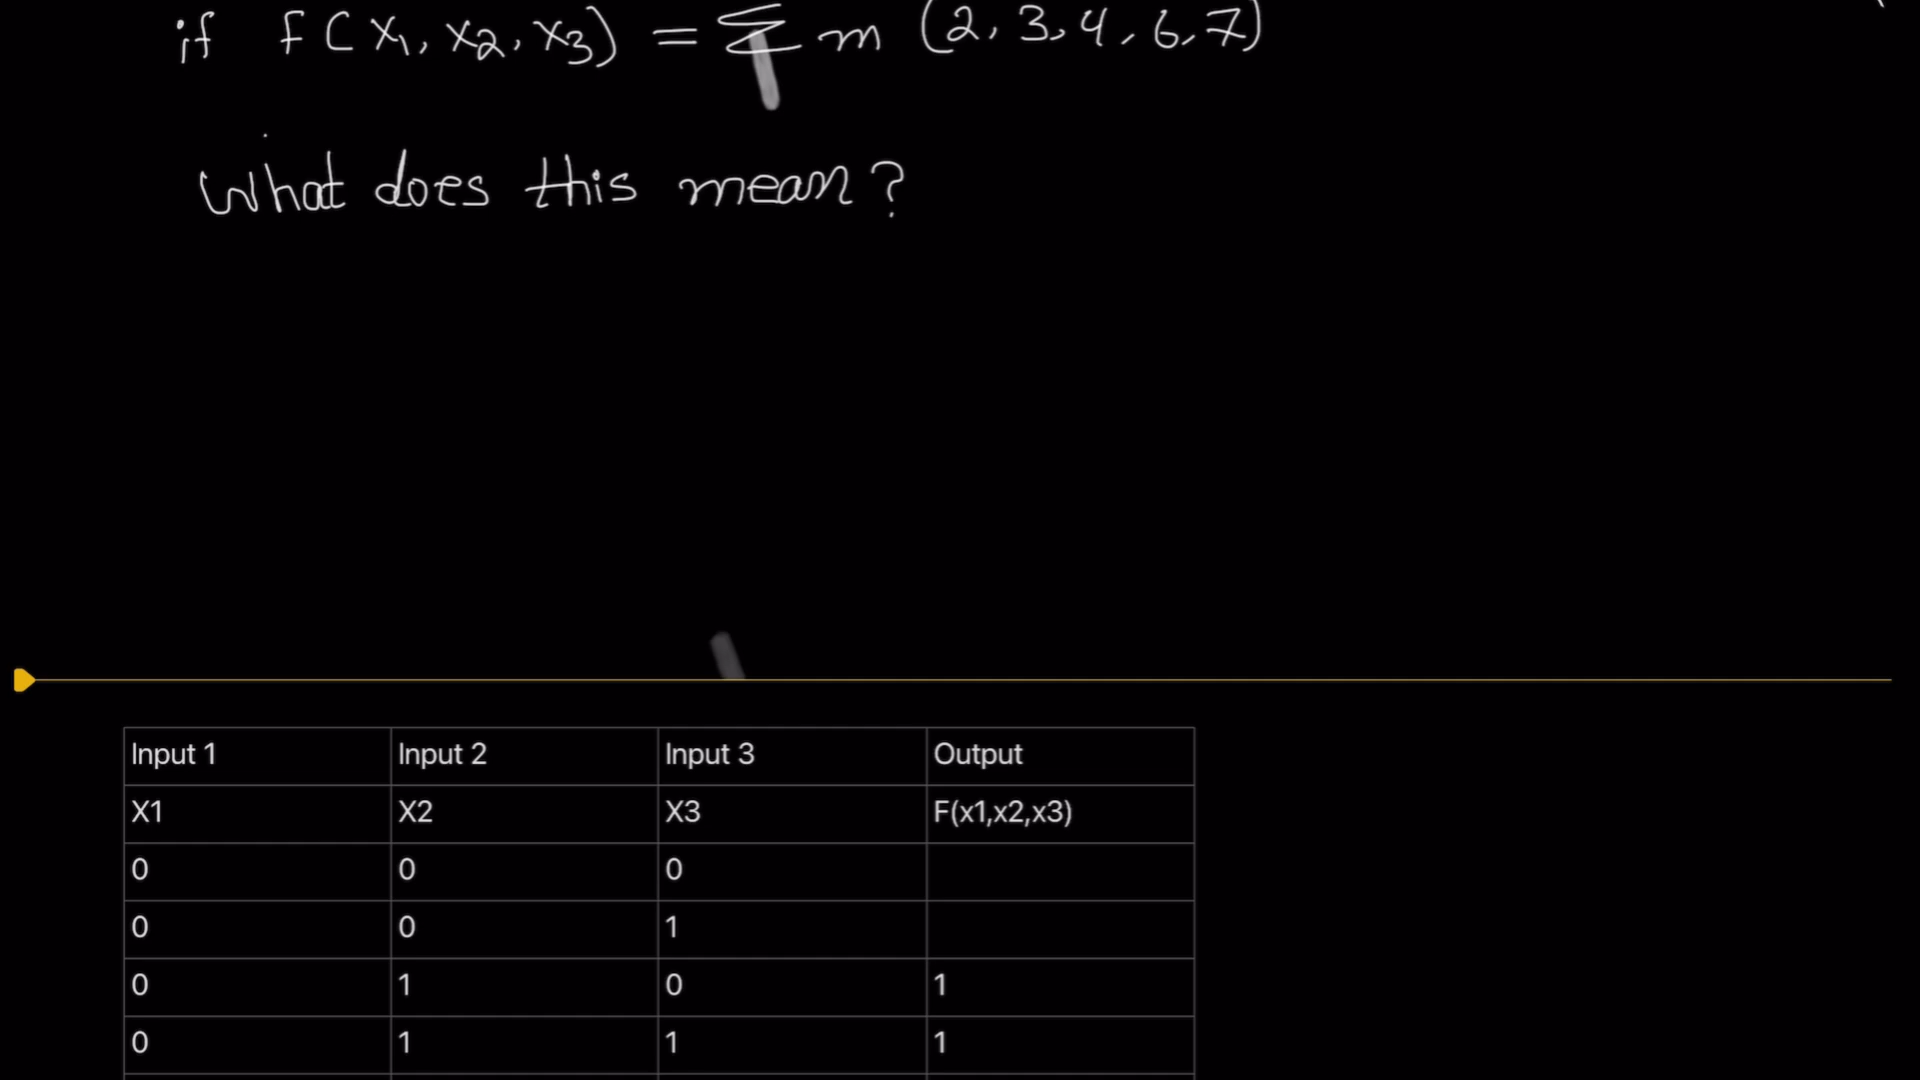 if F(x1, x2, x3) = Σ m (2, 3, 4, 6, 7)
What does this mean?
Input 1 Input 2 Input 3 Output
X1 X2 X3 F(x1,x2,x3)
0 0 0
0 0 1
0 1 0 1
0 1 1 1